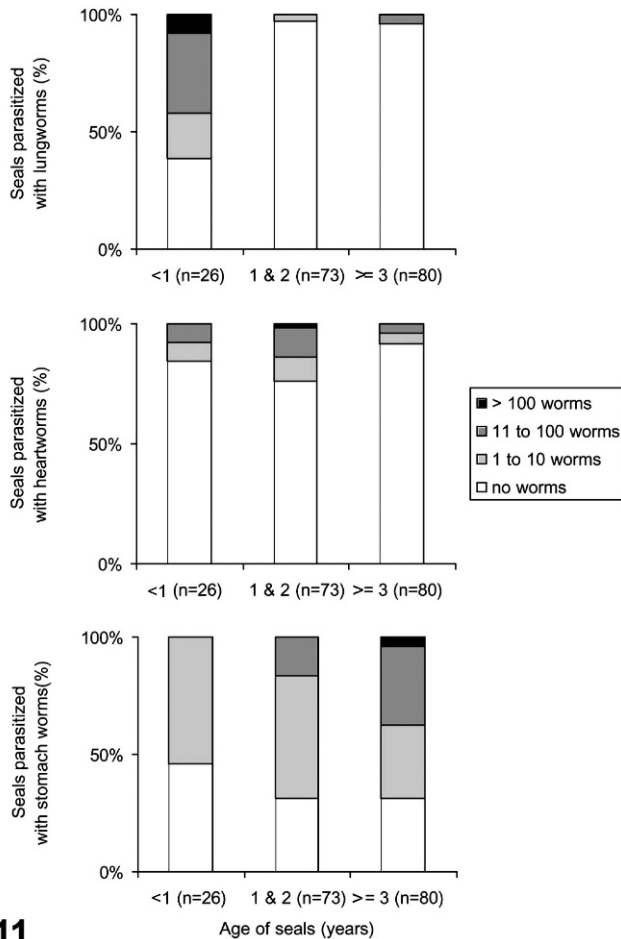 Seals parasitized
with lungworms (%)
100%
50%
0%
<1 (n=26) 1 & 2 (n=73) >= 3 (n=80)
Seals parasitized
with heartworms (%)
100%
50%
0%
<1 (n=26) 1 & 2 (n=73) >= 3 (n=80)
> 100 worms
11 to 100 worms
1 to 10 worms
no worms
Seals parasitized
with stomach worms(%)
100%
50%
0%
<1 (n=26) 1 & 2 (n=73) >= 3 (n=80)
Age of seals (years)
11